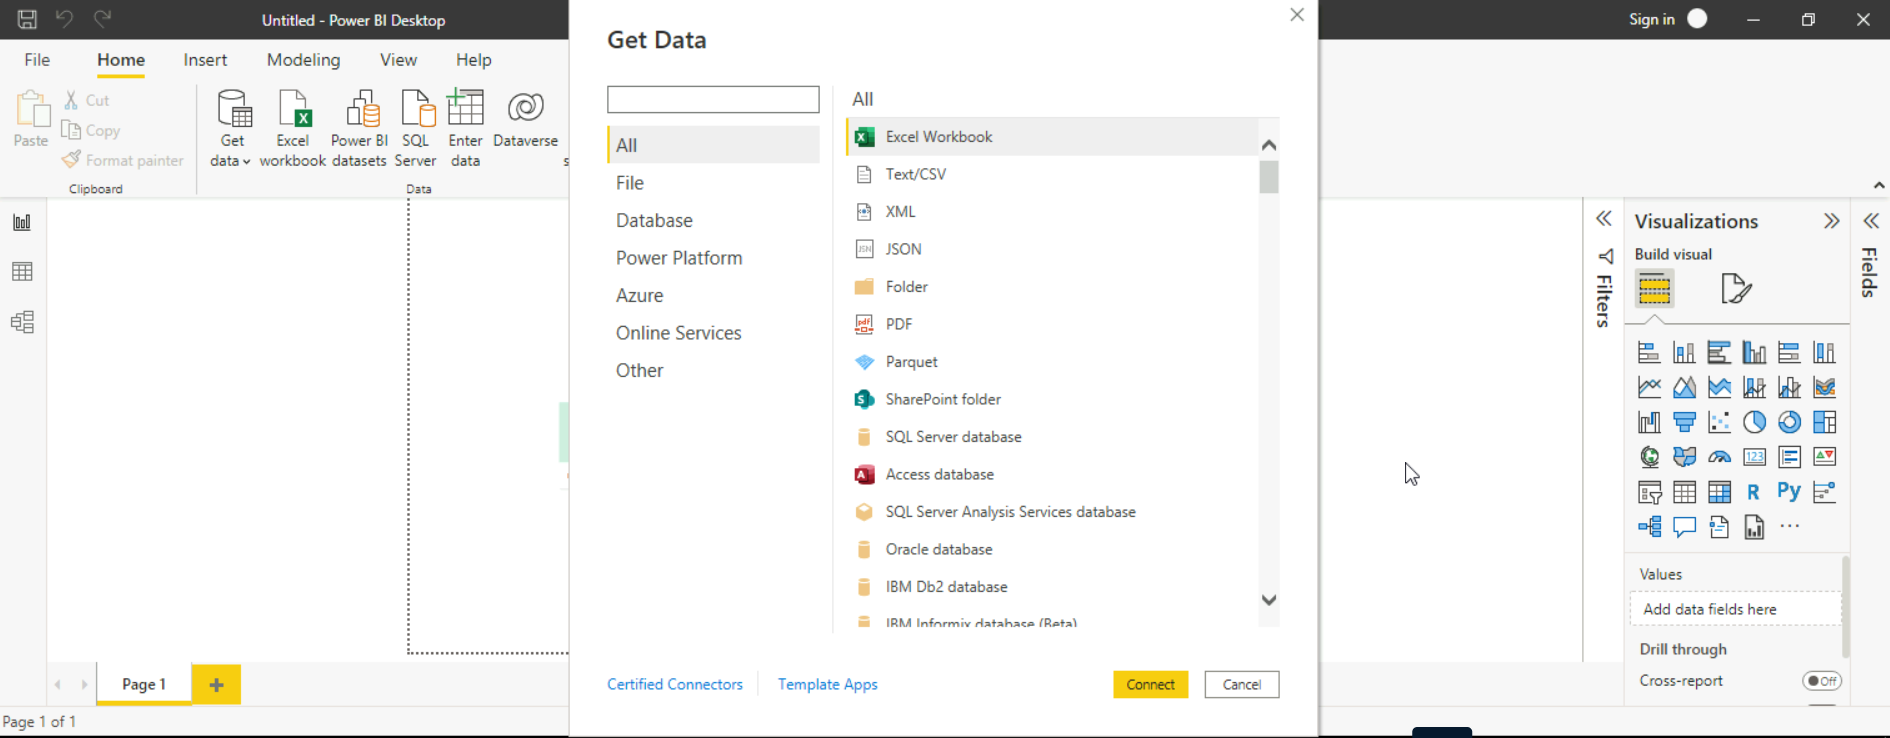 Untitled - Power BI Desktop
Sign in
File
Home
Insert
Modeling
View
Help
Paste
Cut
Copy
Format painter
Clipboard
Get data
Excel workbook
Power BI datasets
SQL Server
Enter data
Dataverse
s
Data
Get Data
All
File
Database
Power Platform
Azure
Online Services
Other
All
Excel Workbook
Text/CSV
XML
JSON
Folder
PDF
Parquet
SharePoint folder
SQL Server database
Access database
SQL Server Analysis Services database
Oracle database
IBM Db2 database
IBM Informix database (Beta)
Certified Connectors
Template Apps
Connect
Cancel
Filters
Visualizations
Build visual
123
R
Py
Values
Add data fields here
Drill through
Cross-report
Off
Fields
Page 1
Page 1 of 1